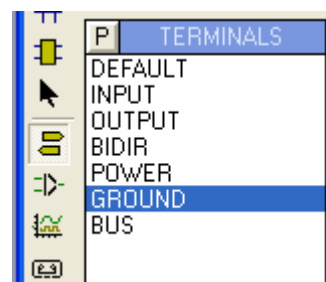 P TERMINALS
DEFAULT
INPUT
OUTPUT
BIDIR
POWER
GROUND
BUS